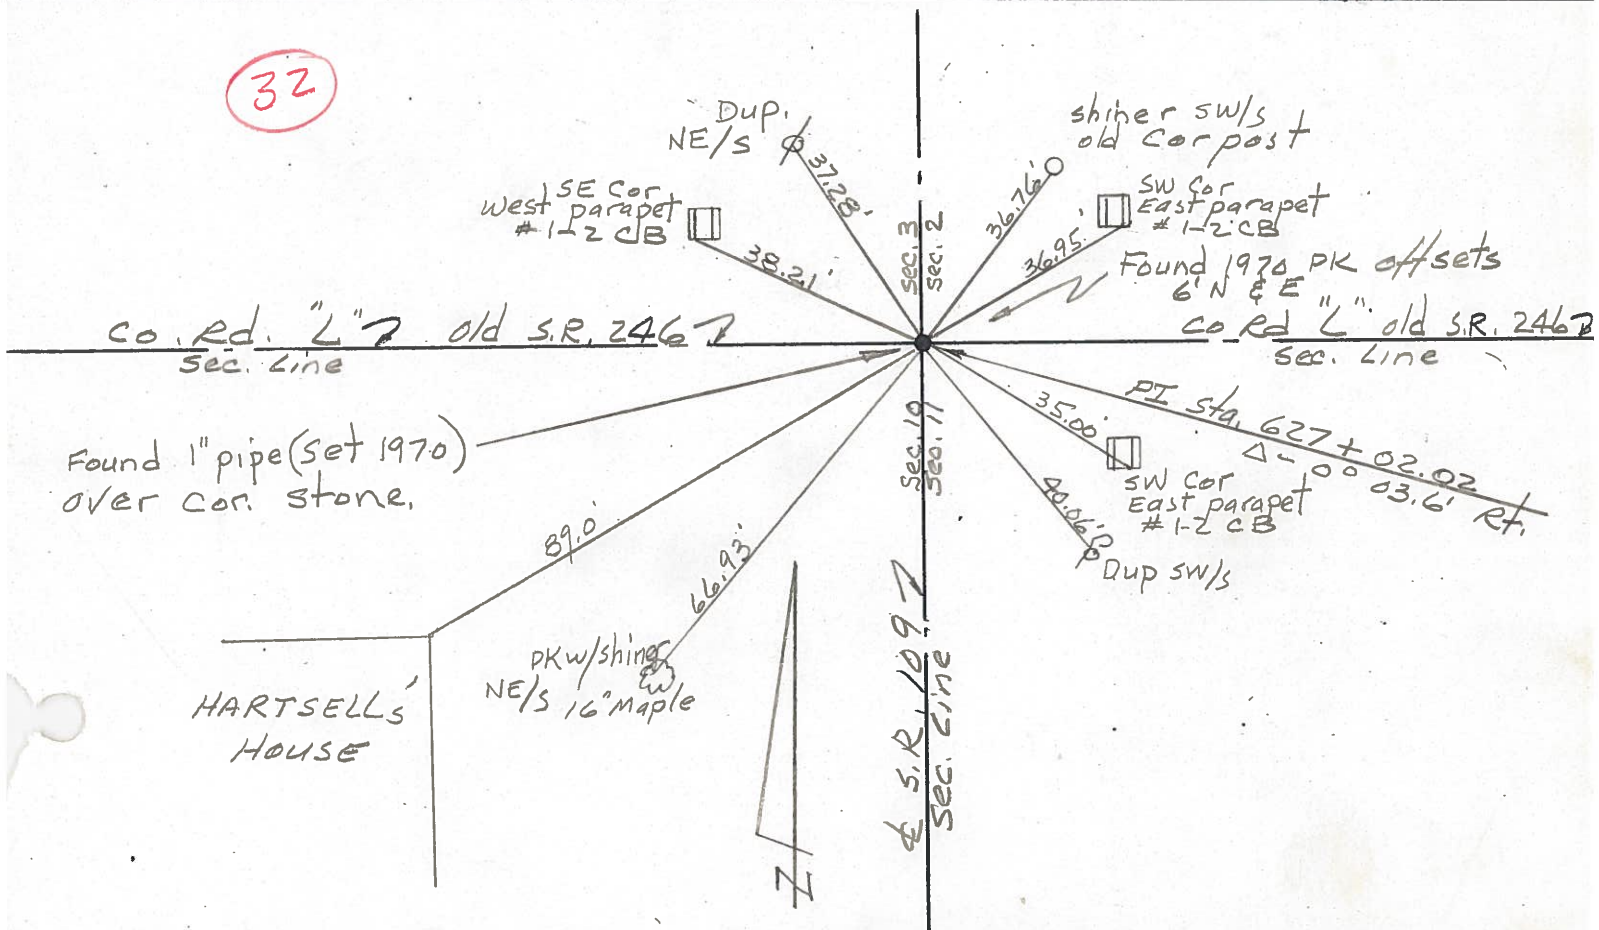 32
Dup.
NE/s
37.28'
shiner SW/s
old Cor post
36.76'
SE Cor
West parapet
# 1-2 CB
38.21'
SW Cor
East parapet
# 1-2 CB
36.95'
Sec. 3
Sec. 2
Found 1970 PK offsets
6' N & E
Co. Rd. "L" old S.R. 246
Sec. Line
Co Rd "L" old S.R. 246
Sec. Line
Found 1" pipe (set 1970)
over cor. stone.
Sec. 10
Sec. 11
PI Sta. 627+02.02
Δ - 0° 03.6' Rt.
35.00'
SW Cor
East parapet
# 1-2 CB
40.06'
Dup SW/s
89.0'
66.93'
PK w/shiner
NE/s 16" Maple
HARTSELL'S
HOUSE
℄ S.R. 109
Sec. Line
N